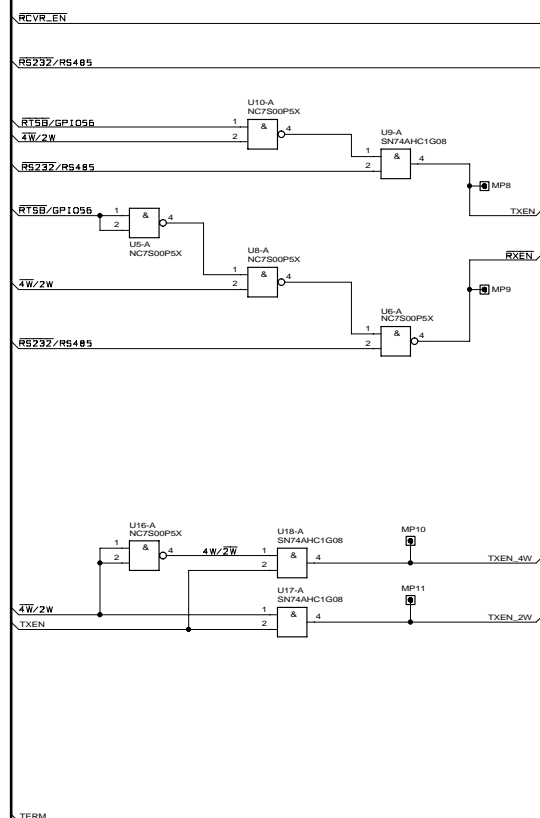 RCVR_EN
RS232/RS485
U10-A
NC7S00P5X
RTSB/GPIO56
1
&
4
4W/2W
2
U9-A
SN74AHC1G08
1
&
4
RS232/RS485
2
MP8
RTSB/GPIO56
1
&
4
TXEN
2
U5-A
NC7S00P5X
U8-A
NC7S00P5X
RXEN
1
&
4
4W/2W
2
MP9
U6-A
NC7S00P5X
1
&
4
RS232/RS485
2
U16-A
NC7S00P5X
U18-A
SN74AHC1G08
MP10
1
&
4
4W/2W
1
&
4
2
2
TXEN_4W
U17-A
SN74AHC1G08
MP11
4W/2W
1
&
4
TXEN
2
TXEN_2W
TERM